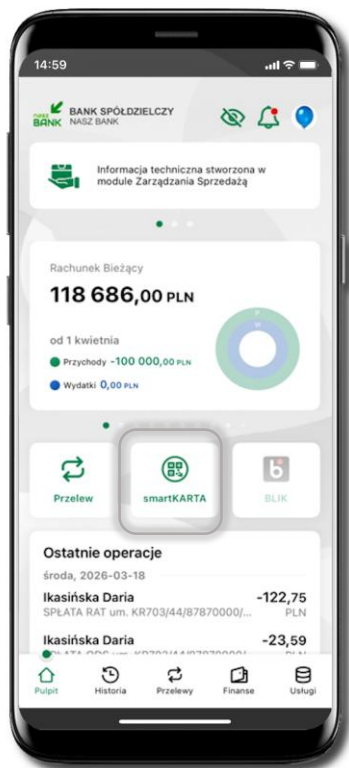 14:59
NASZ BANK
BANK SPÓŁDZIELCZY
NASZ BANK
Informacja techniczna stworzona w
module Zarządzania Sprzedażą
Rachunek Bieżący
118 686,00 PLN
P
W
od 1 kwietnia
Przychody -100 000,00 PLN
Wydatki 0,00 PLN
Przelew
smartKARTA
BLIK
Ostatnie operacje
środa, 2026-03-18
Ikasińska Daria -122,75
SPŁATA RAT um. KR703/44/87870000/... PLN
Ikasińska Daria -23,59
Pulpit Historia Przelewy Finanse Usługi